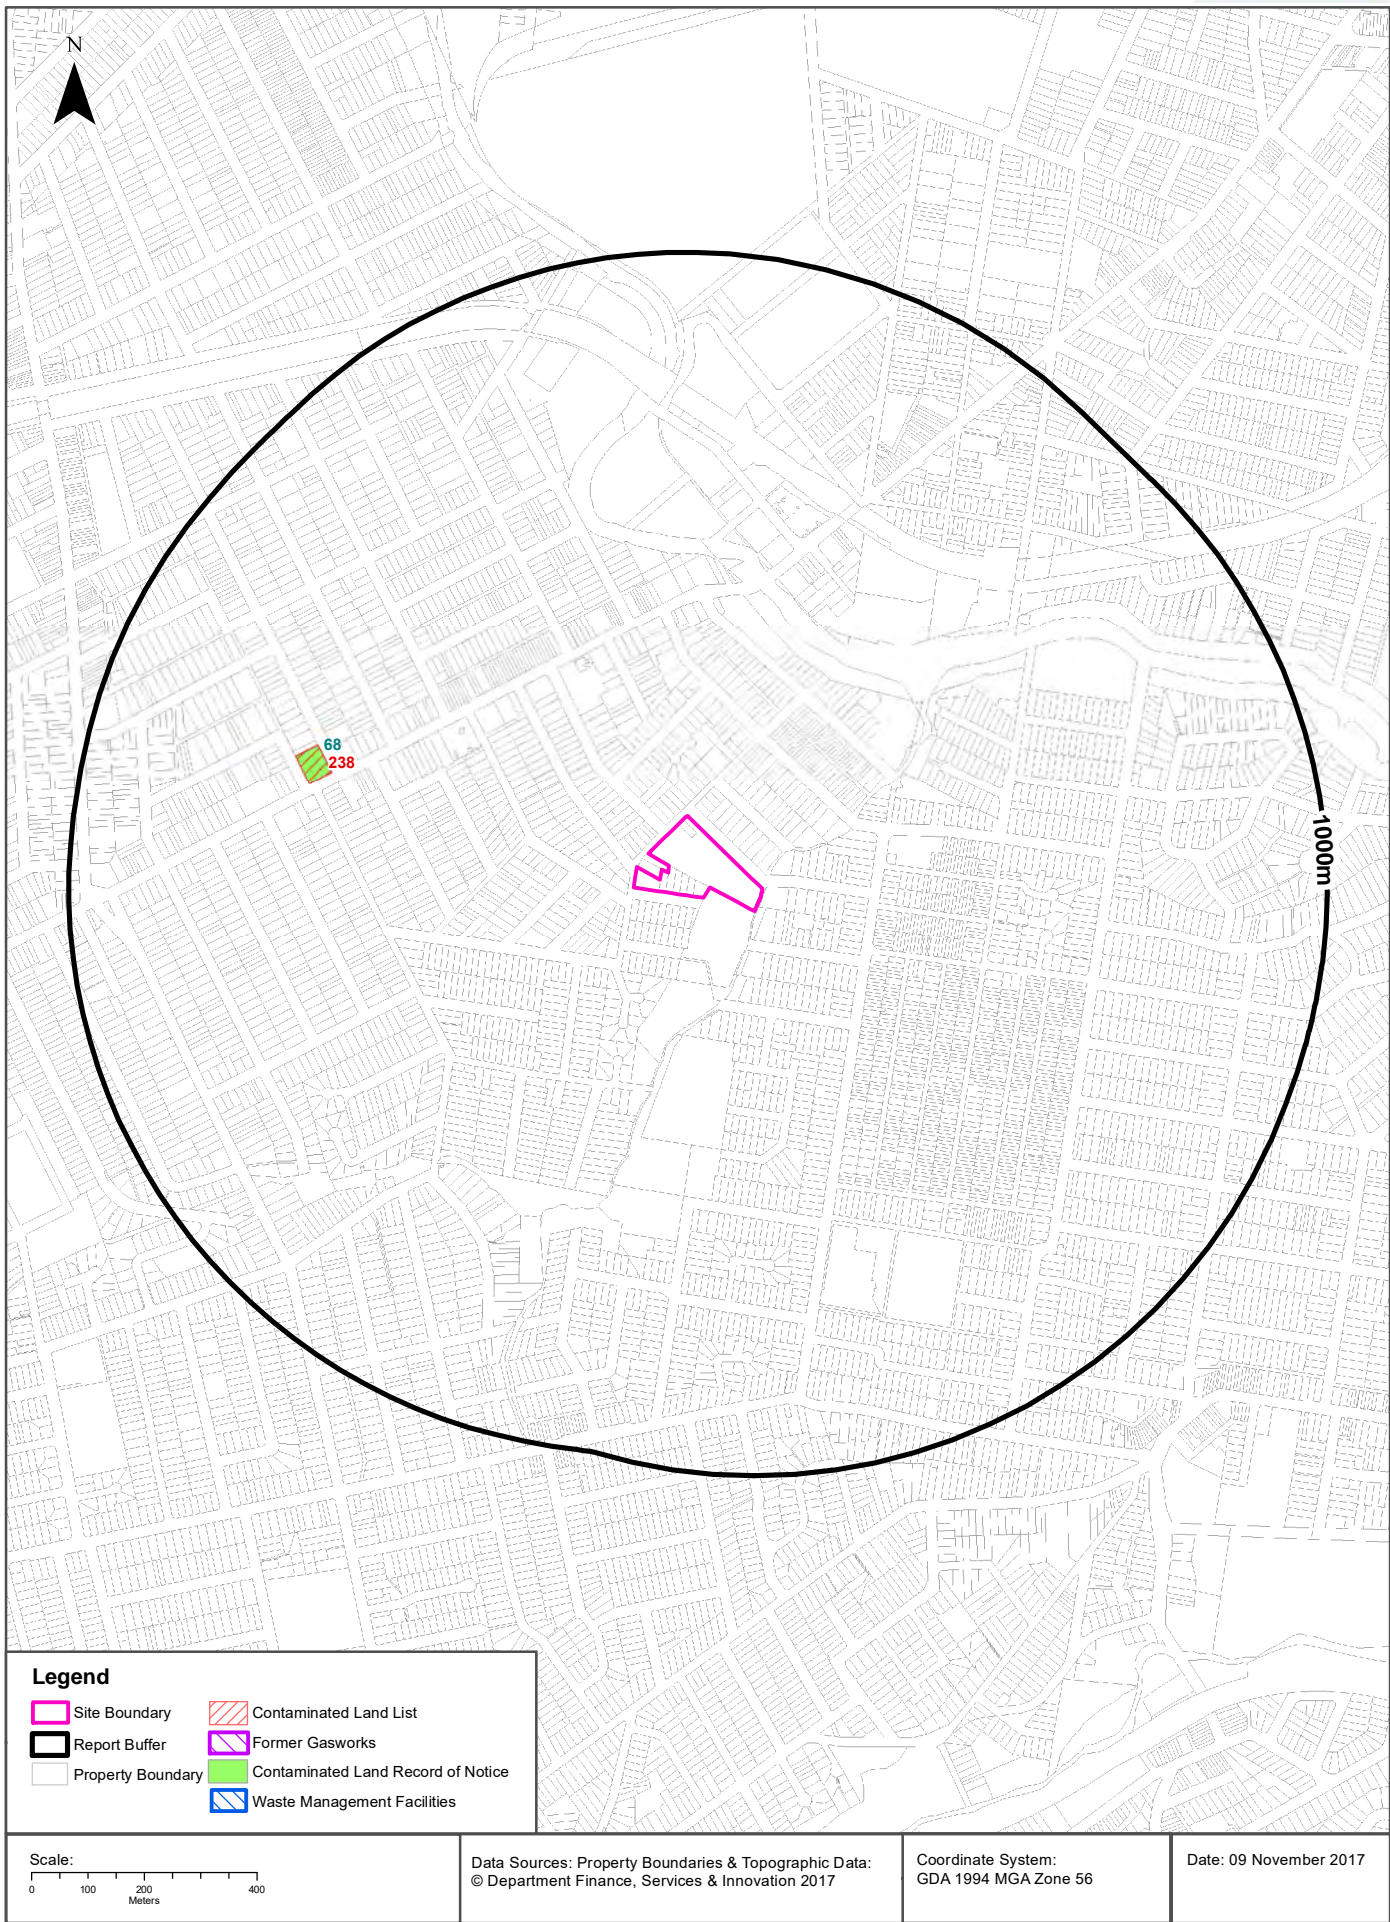 N
68
238
1000m
Legend
Site Boundary
Report Buffer
Property Boundary
Contaminated Land List
Former Gasworks
Contaminated Land Record of Notice
Waste Management Facilities
Scale:
0 100 200 400
Meters
Data Sources: Property Boundaries & Topographic Data:
© Department Finance, Services & Innovation 2017
Coordinate System:
GDA 1994 MGA Zone 56
Date: 09 November 2017